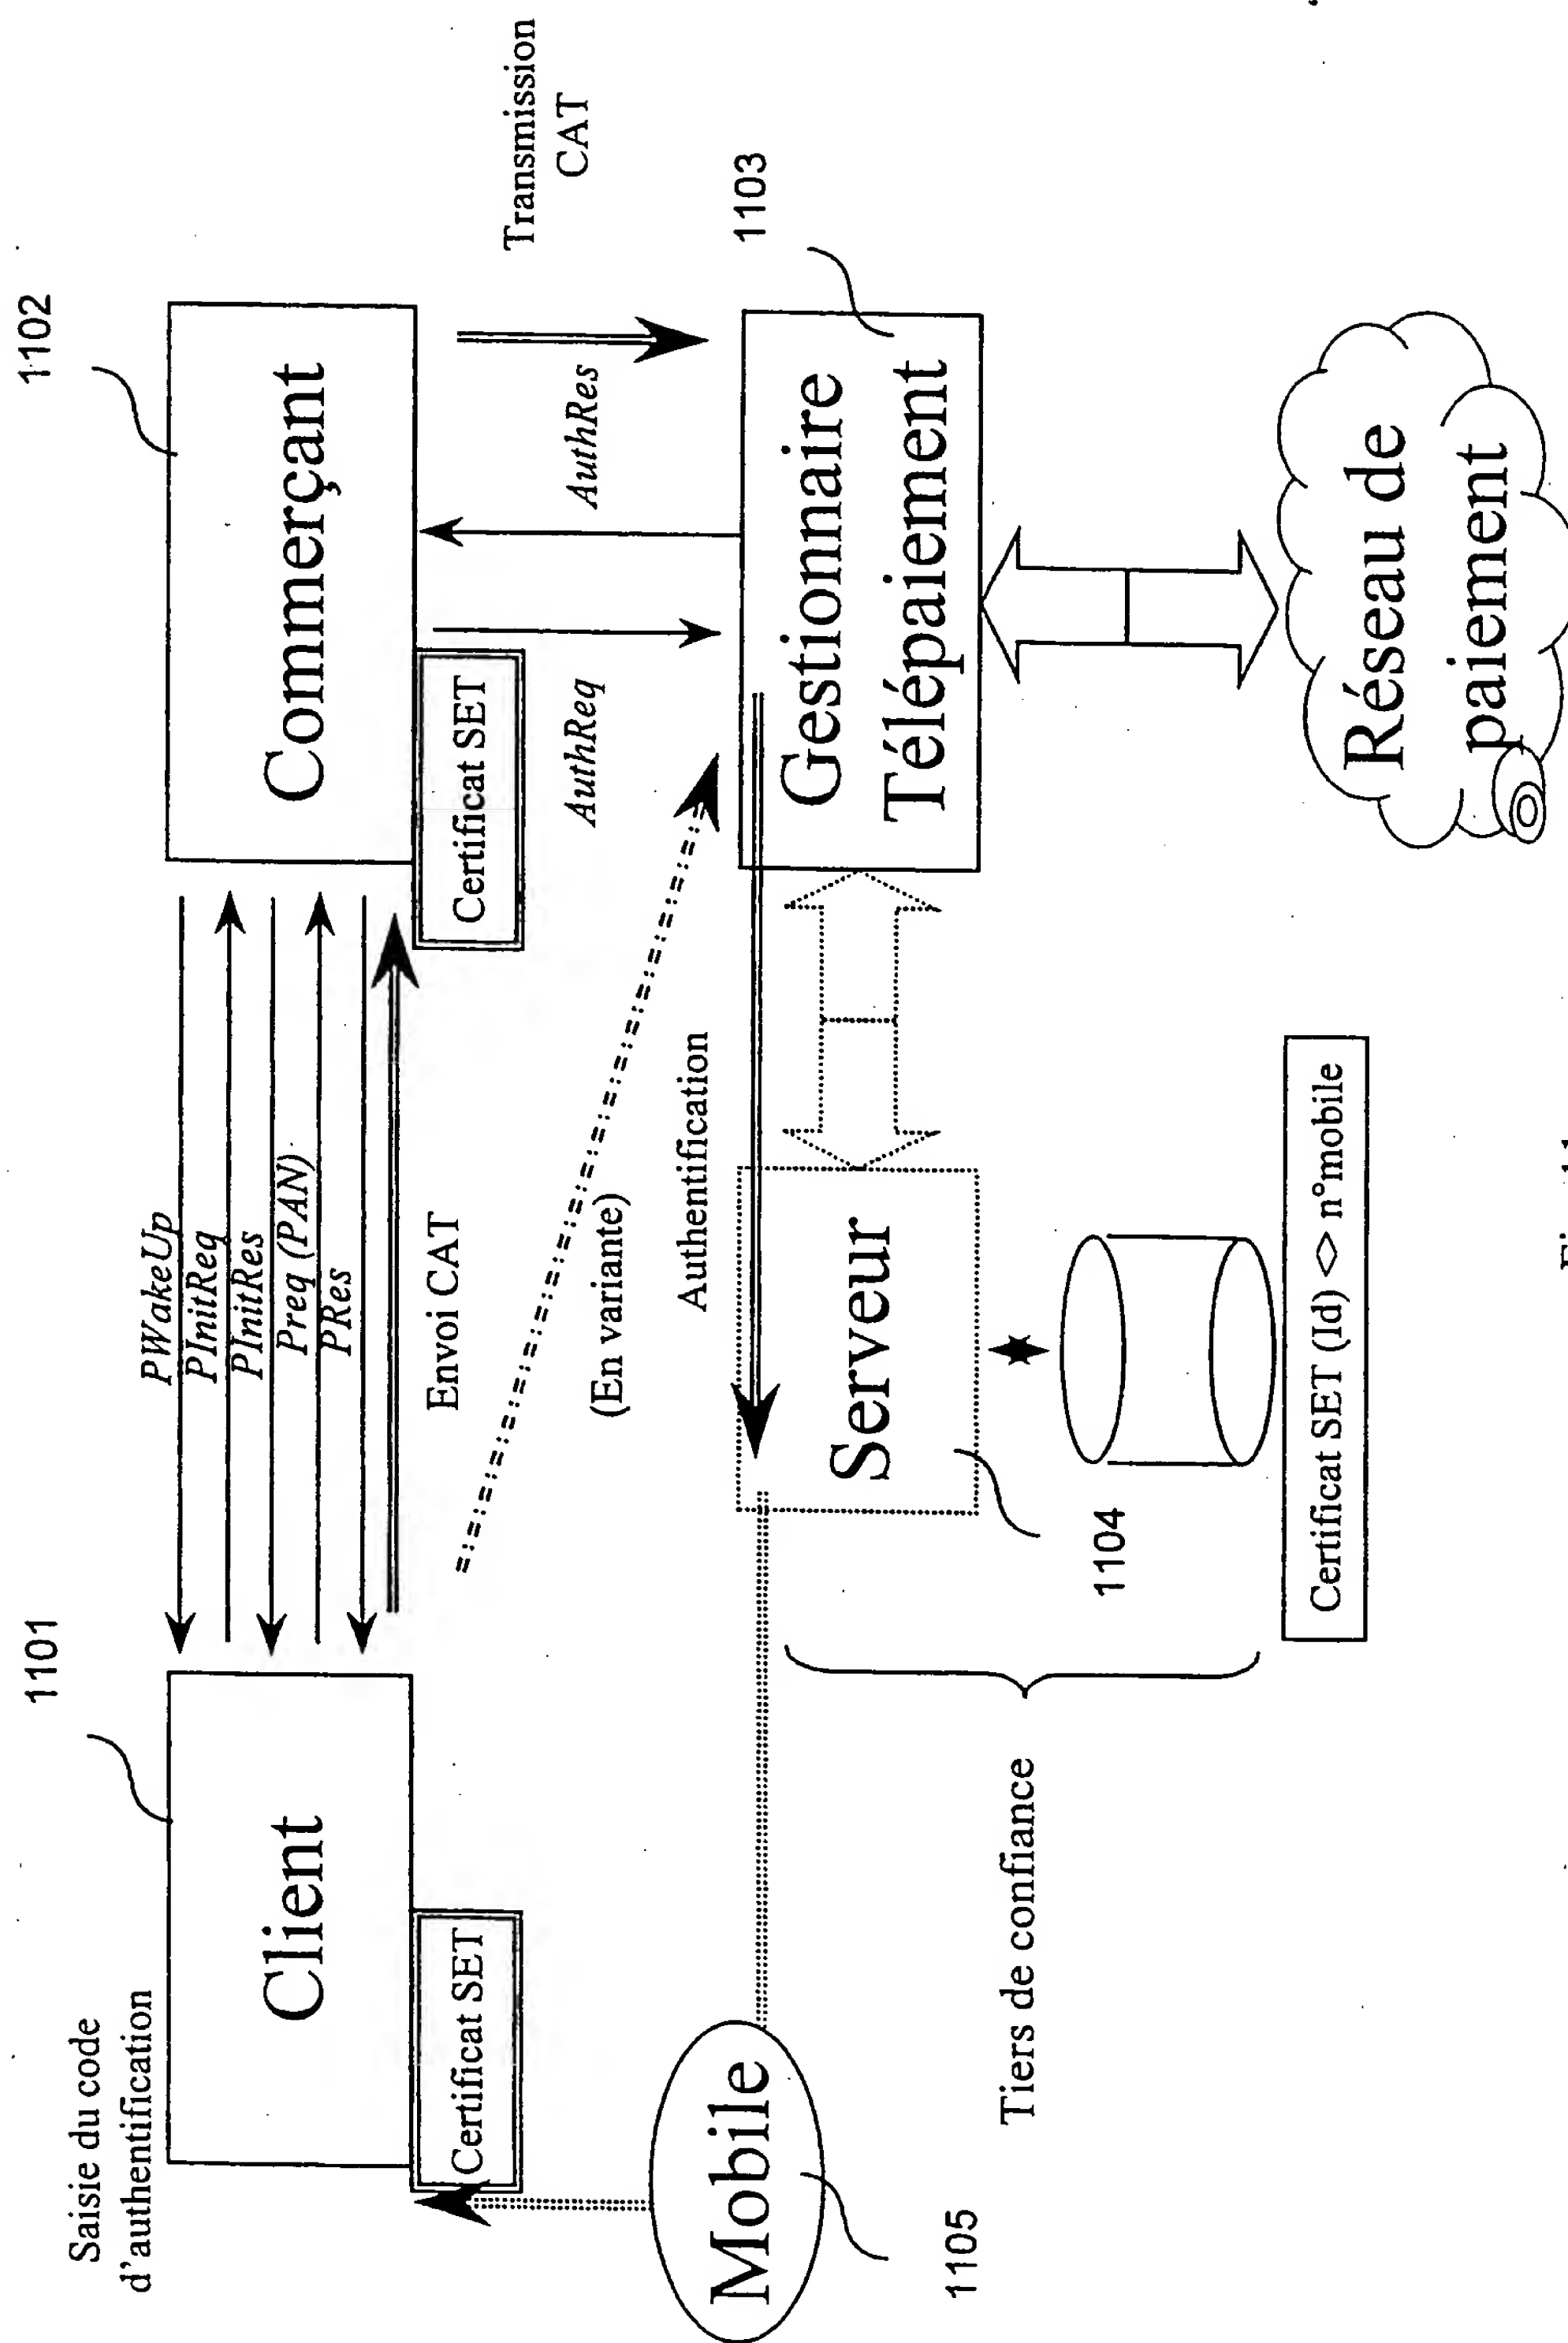 1101
1102
Saisie du code
d'authentification
Client
Certificat SET
PWakeUp
PInitReq
PInitRes
Preq (PAN)
PRes
Envoi CAT
Commerçant
Certificat SET
Transmission
CAT
AuthReq
AuthRes
1103
(En variante)
Authentification
Mobile
1105
Serveur
1104
Gestionnaire
Télépaiement
Tiers de confiance
Certificat SET (Id) <> n°mobile
Réseau de
paiement